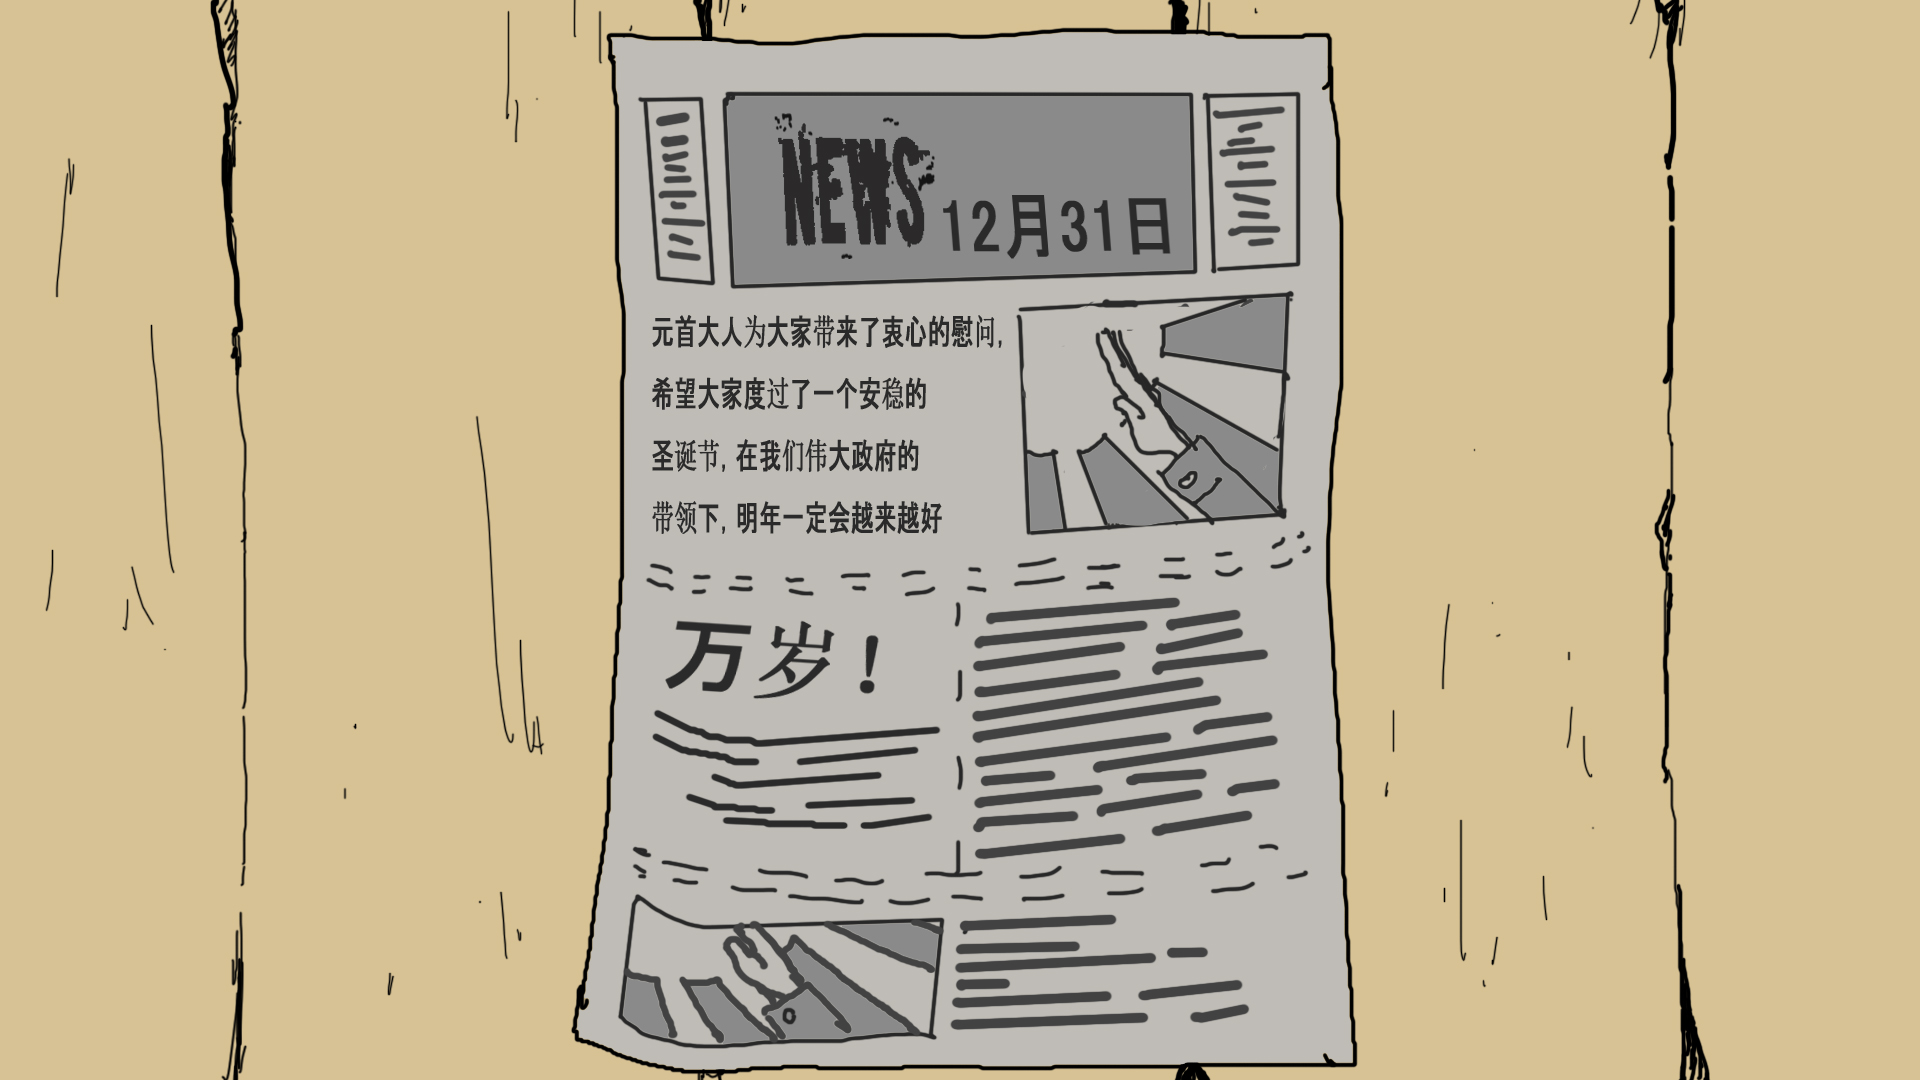 NEWS 12月31日
元首大人为大家带来了衷心的慰问,
希望大家度过了一个安稳的
圣诞节, 在我们伟大政府的
带领下, 明年一定会越来越好
万岁!